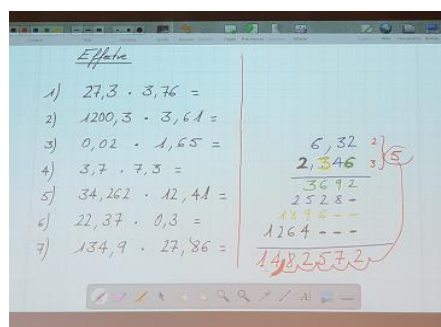 Effectue
1) 27,3 · 3,76 =
2) 1200,3 · 3,61 =
3) 0,02 · 1,65 =
4) 3,7 · 7,3 =
5) 34,262 · 12,41 =
6) 22,37 · 0,3 =
7) 134,9 · 27,86 =
6,32 2
2,346 3 5
3692
2528-
1896--
1264---
14,82572